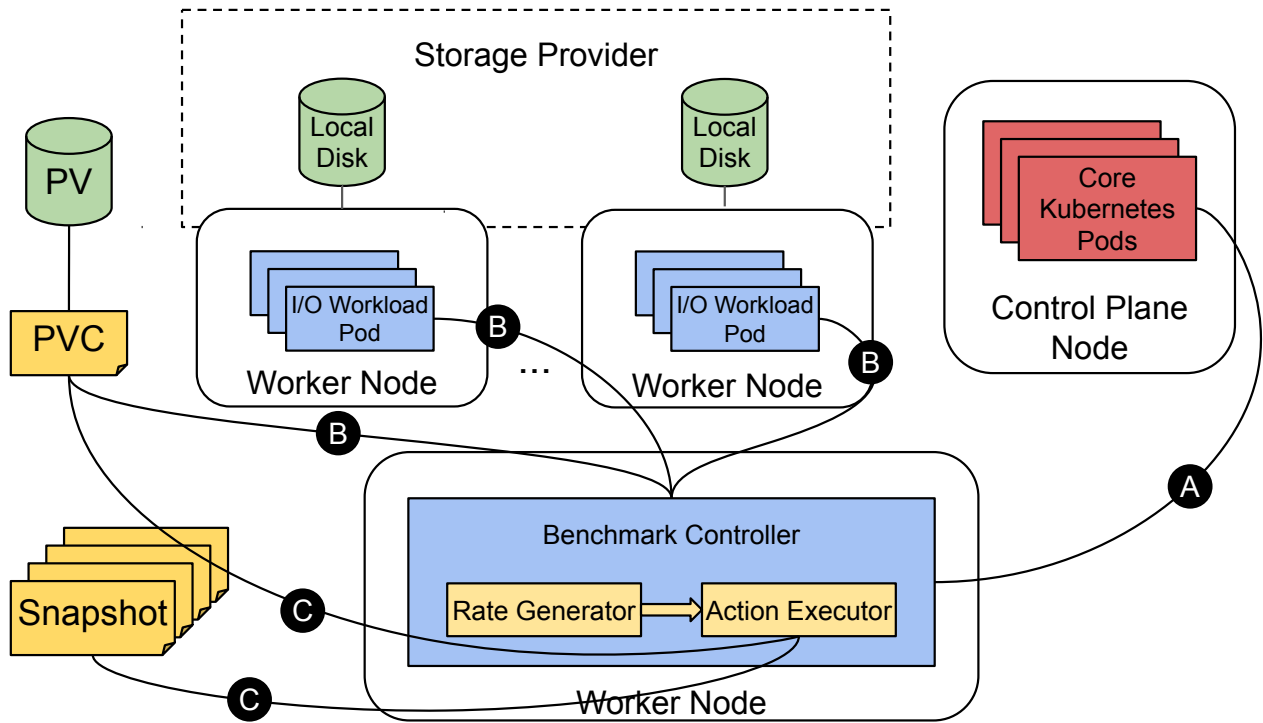 Storage Provider
Local
Disk
Local
Disk
PV
Core
Kubernetes
Pods
Control Plane
Node
I/O Workload
Pod
B
I/O Workload
Pod
B
PVC
Worker Node
...
Worker Node
B
A
Benchmark Controller
Rate Generator
Action Executor
Snapshot
C
C
Worker Node